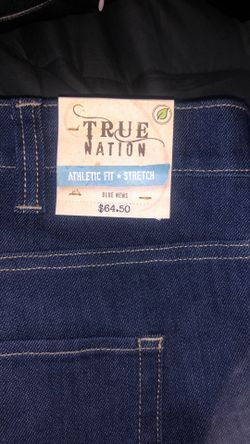 TRUE
NATION
ATHLETIC FIT • STRETCH
BLUE NEWS
$64.50